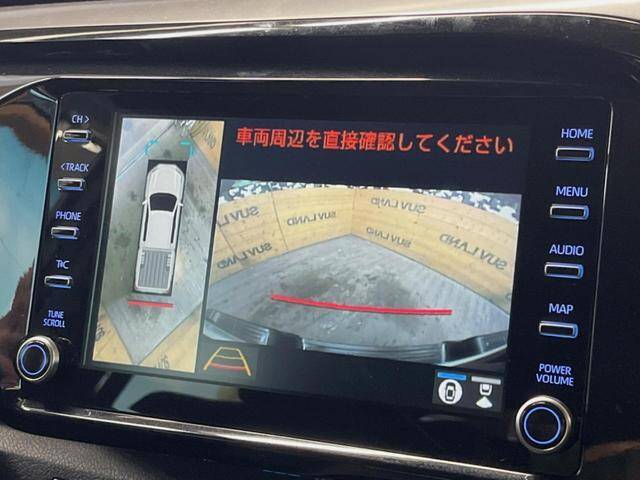 車両周辺を直接確認してください
CH>
<TRACK
PHONE
T/C
TUNE
SCROLL
HOME
MENU
AUDIO
MAP
POWER
VOLUME
SUV LAND
SUV LAND
SUV LAND
SUV LAND
SUV LAND